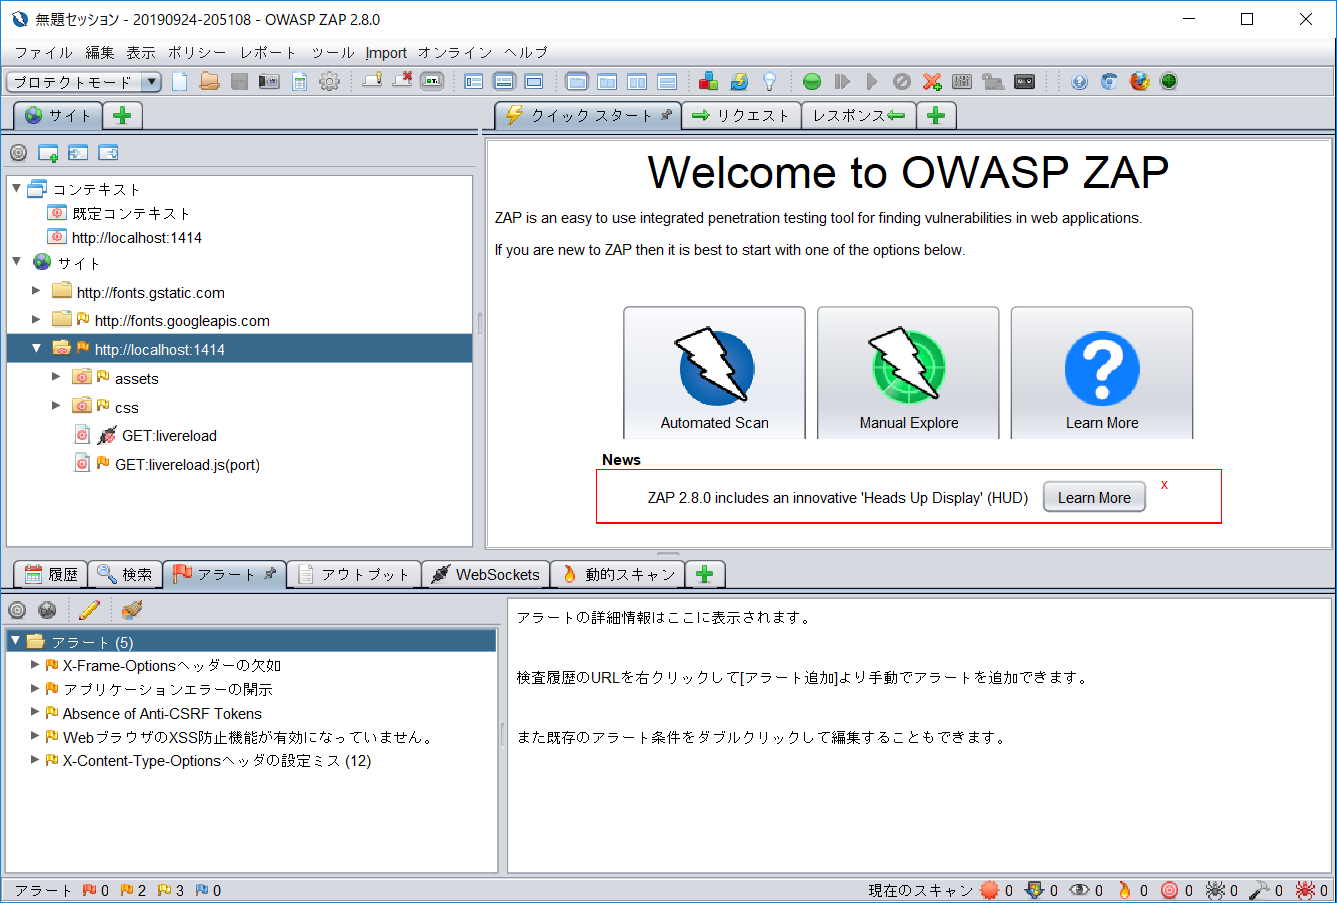 無題セッション - 20190924-205108 - OWASP ZAP 2.8.0
ファイル 編集 表示 ポリシー レポート ツール Import オンライン ヘルプ
プロテクトモード
サイト
クイック スタート リクエスト レスポンス
コンテキスト
既定コンテキスト
http://localhost:1414
サイト
http://fonts.gstatic.com
http://fonts.googleapis.com
http://localhost:1414
assets
css
GET:livereload
GET:livereload.js(port)
Welcome to OWASP ZAP
ZAP is an easy to use integrated penetration testing tool for finding vulnerabilities in web applications.
If you are new to ZAP then it is best to start with one of the options below.
Automated Scan Manual Explore Learn More
News
ZAP 2.8.0 includes an innovative 'Heads Up Display' (HUD) Learn More X
履歴 検索 アラート アウトプット WebSockets 動的スキャン
アラート (5)
X-Frame-Optionsヘッダーの欠如
アプリケーションエラーの開示
Absence of Anti-CSRF Tokens
WebブラウザのXSS防止機能が有効になっていません。
X-Content-Type-Optionsヘッダの設定ミス (12)
アラートの詳細情報はここに表示されます。
検査履歴のURLを右クリックして[アラート追加]より手動でアラートを追加できます。
また既存のアラート条件をダブルクリックして編集することもできます。
アラート 0 2 3 0 現在のスキャン 0 0 0 0 0 0 0 0